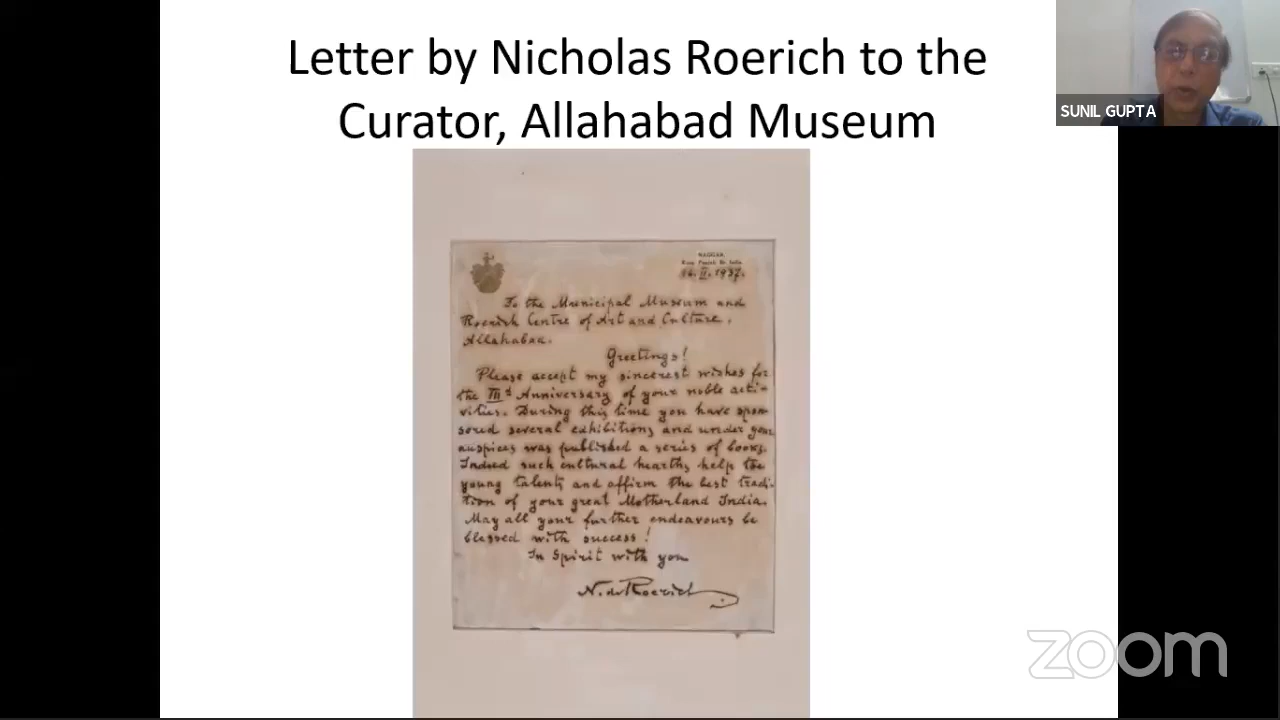 Letter by Nicholas Roerich to the
Curator, Allahabad Museum
SUNIL GUPTA
NAGGAR
II. 1937.
To the Municipal Museum and
Roerich Centre of Art and Culture,
Allahabad.
Greetings!
Please accept my sincerest wishes for
the IIId Anniversary of your noble acti-
vities. During this time you have spon-
sored several exhibitions and under your
auspices was published a series of books.
Indeed such cultural hearths help the
young talents and affirm the best tradi-
tion of your great Motherland India.
May all your further endeavours be
blessed with success!
In Spirit with you
N. de Roerich
zoom